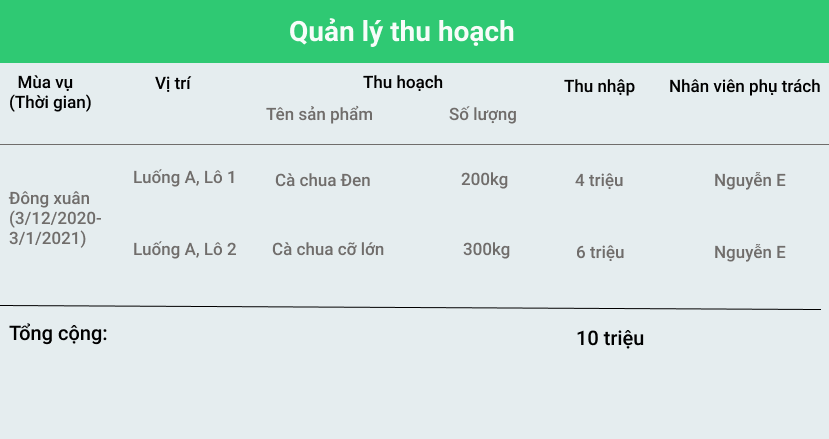 Quản lý thu hoạch
Mùa vụ
(Thời gian)
Vị trí
Thu hoạch
Thu nhập
Nhân viên phụ trách
Tên sản phẩm
Số lượng
Đông xuân
(3/12/2020-
3/1/2021)
Luống A, Lô 1
Cà chua Đen
200kg
4 triệu
Nguyễn E
Luống A, Lô 2
Cà chua cỡ lớn
300kg
6 triệu
Nguyễn E
Tổng cộng:
10 triệu